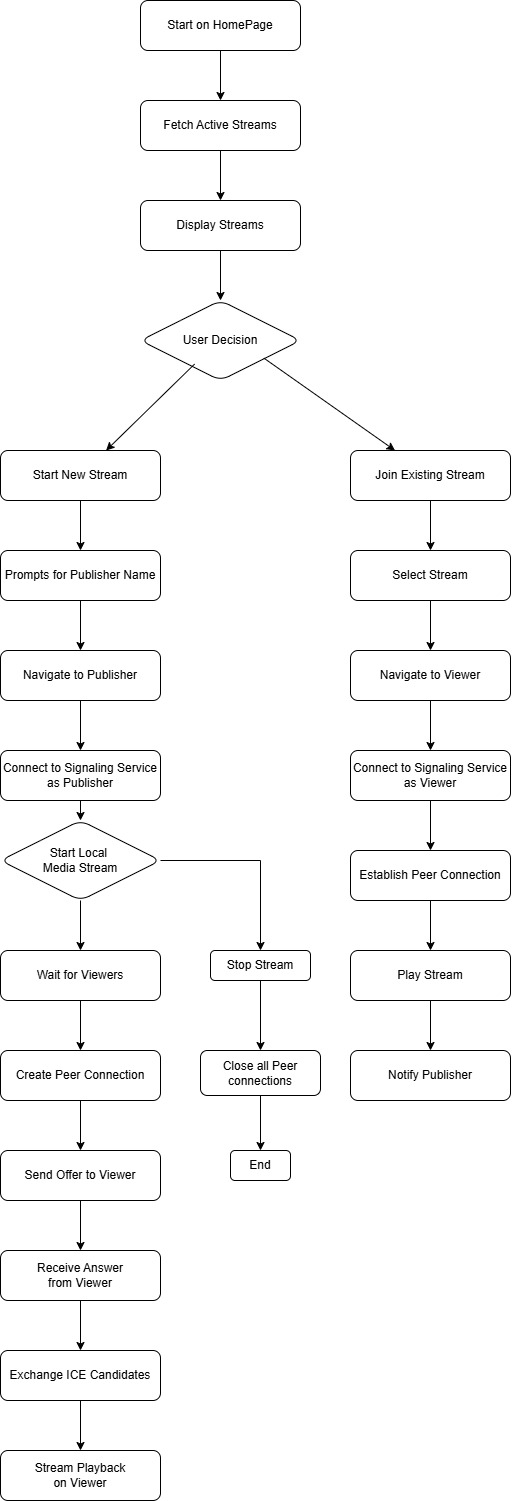 Start on HomePage
Fetch Active Streams
Display Streams
User Decision
Start New Stream
Join Existing Stream
Prompts for Publisher Name
Select Stream
Navigate to Publisher
Navigate to Viewer
Connect to Signaling Service
as Publisher
Connect to Signaling Service
as Viewer
Start Local
Media Stream
Establish Peer Connection
Wait for Viewers
Stop Stream
Play Stream
Create Peer Connection
Close all Peer
connections
Notify Publisher
Send Offer to Viewer
End
Receive Answer
from Viewer
Exchange ICE Candidates
Stream Playback
on Viewer